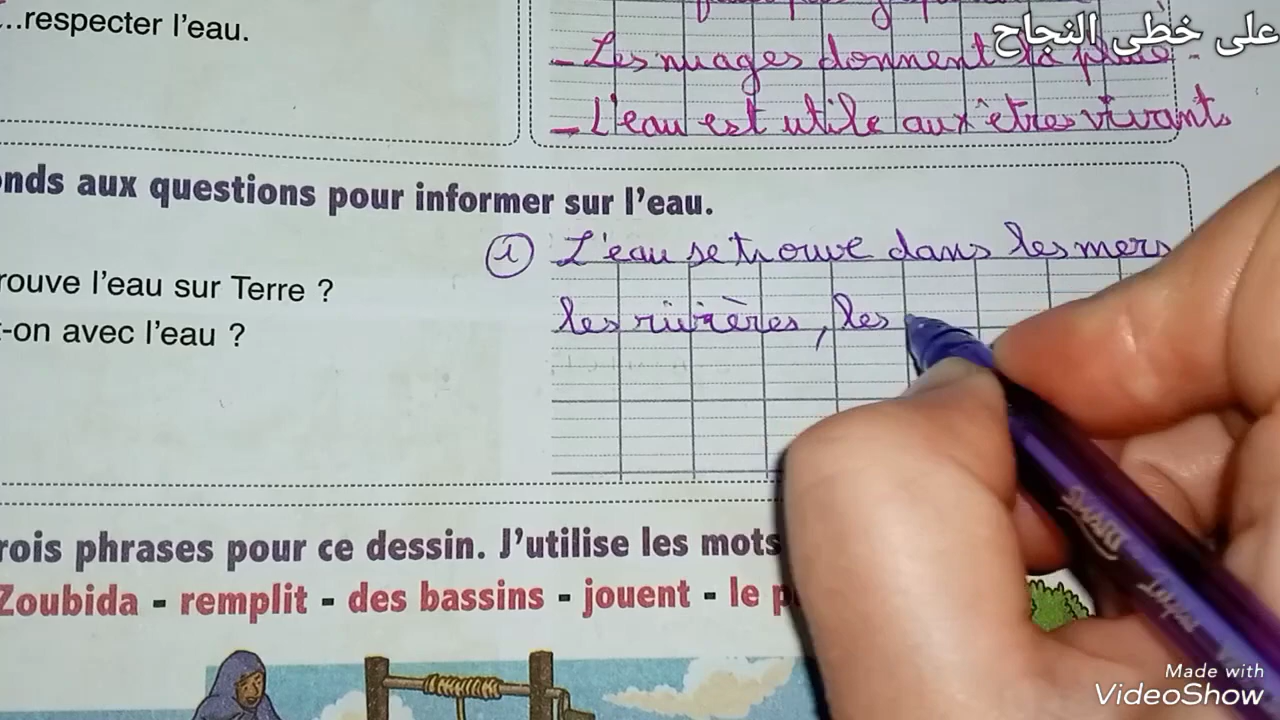 ...respecter l'eau.
على خطى النجاح
- Les nuages donnent la pluie -
- L'eau est utile aux êtres vivants
onds aux questions pour informer sur l'eau.
1 L'eau se trouve dans les mers
rouve l'eau sur Terre ?
les rivières, les
-on avec l'eau ?
rois phrases pour ce dessin. J'utilise les mots
Zoubida - remplit - des bassins - jouent - le p
Made with
VideoShow